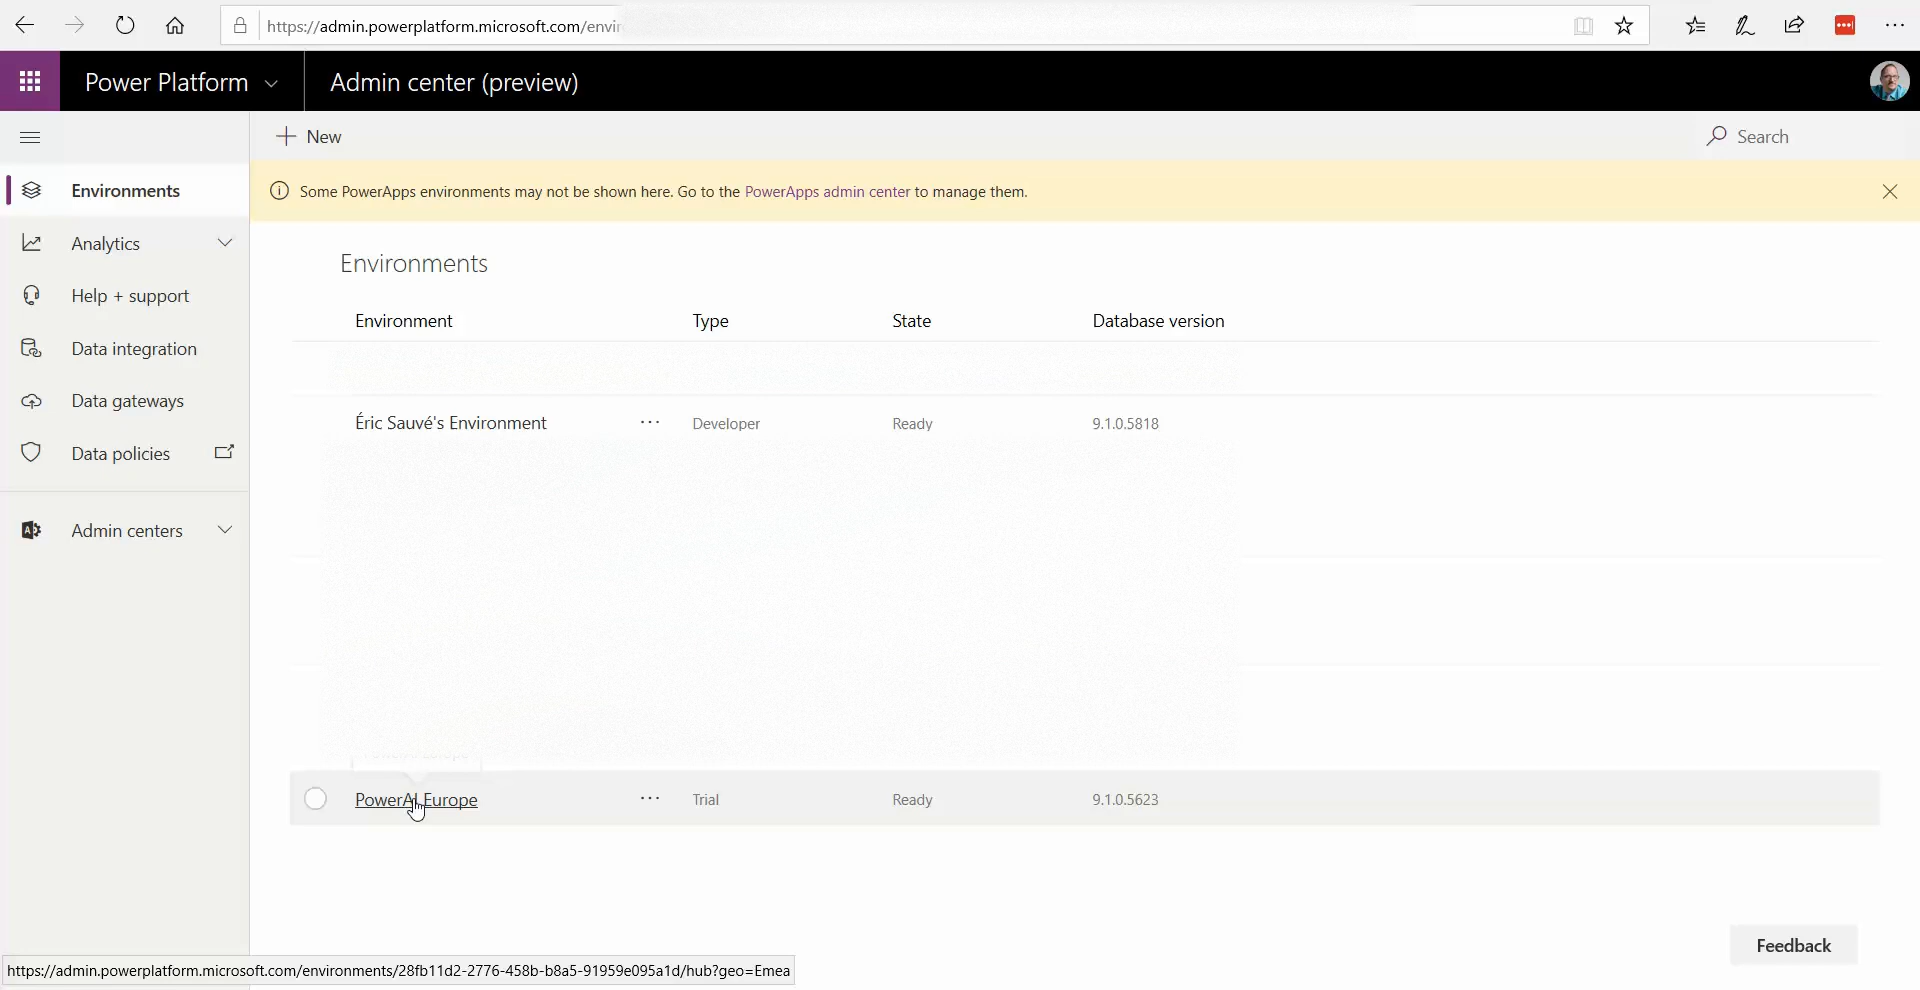 https://admin.powerplatform.microsoft.com/envir
Power Platform
Admin center (preview)
New
Search
Environments
Some PowerApps environments may not be shown here. Go to the PowerApps admin center to manage them.
Analytics
Help + support
Data integration
Data gateways
Data policies
Admin centers
Environments
Environment Type State Database version
Éric Sauvé's Environment ... Developer Ready 9.1.0.5818
PowerAI Europe ... Trial Ready 9.1.0.5623
Feedback
https://admin.powerplatform.microsoft.com/environments/28fb11d2-2776-458b-b8a5-91959e095a1d/hub?geo=Emea